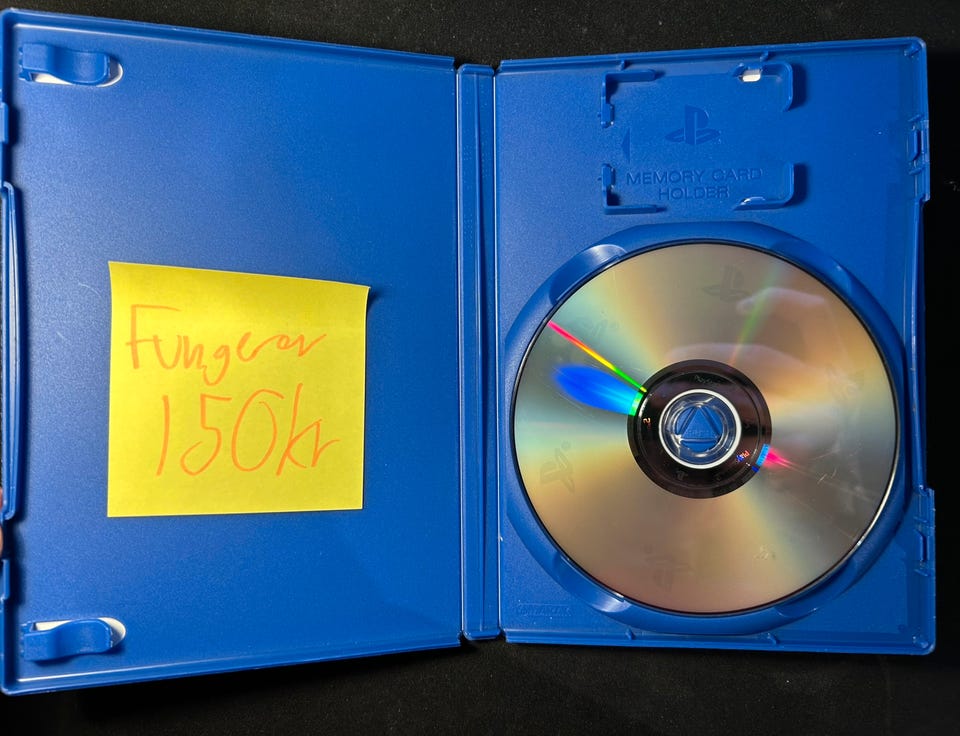 Fungerar
150kr
MEMORY CARD
HOLDER